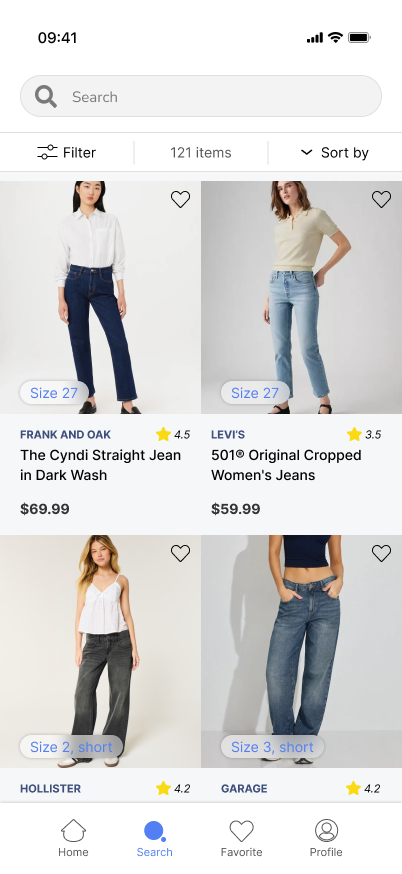 09:41
Search
Filter
121 items
Sort by
Size 27
Size 27
FRANK AND OAK
4.5
LEVI'S
3.5
The Cyndi Straight Jean
in Dark Wash
501® Original Cropped
Women's Jeans
$69.99
$59.99
Size 2, short
Size 3, short
HOLLISTER
4.2
GARAGE
4.2
Home
Search
Favorite
Profile